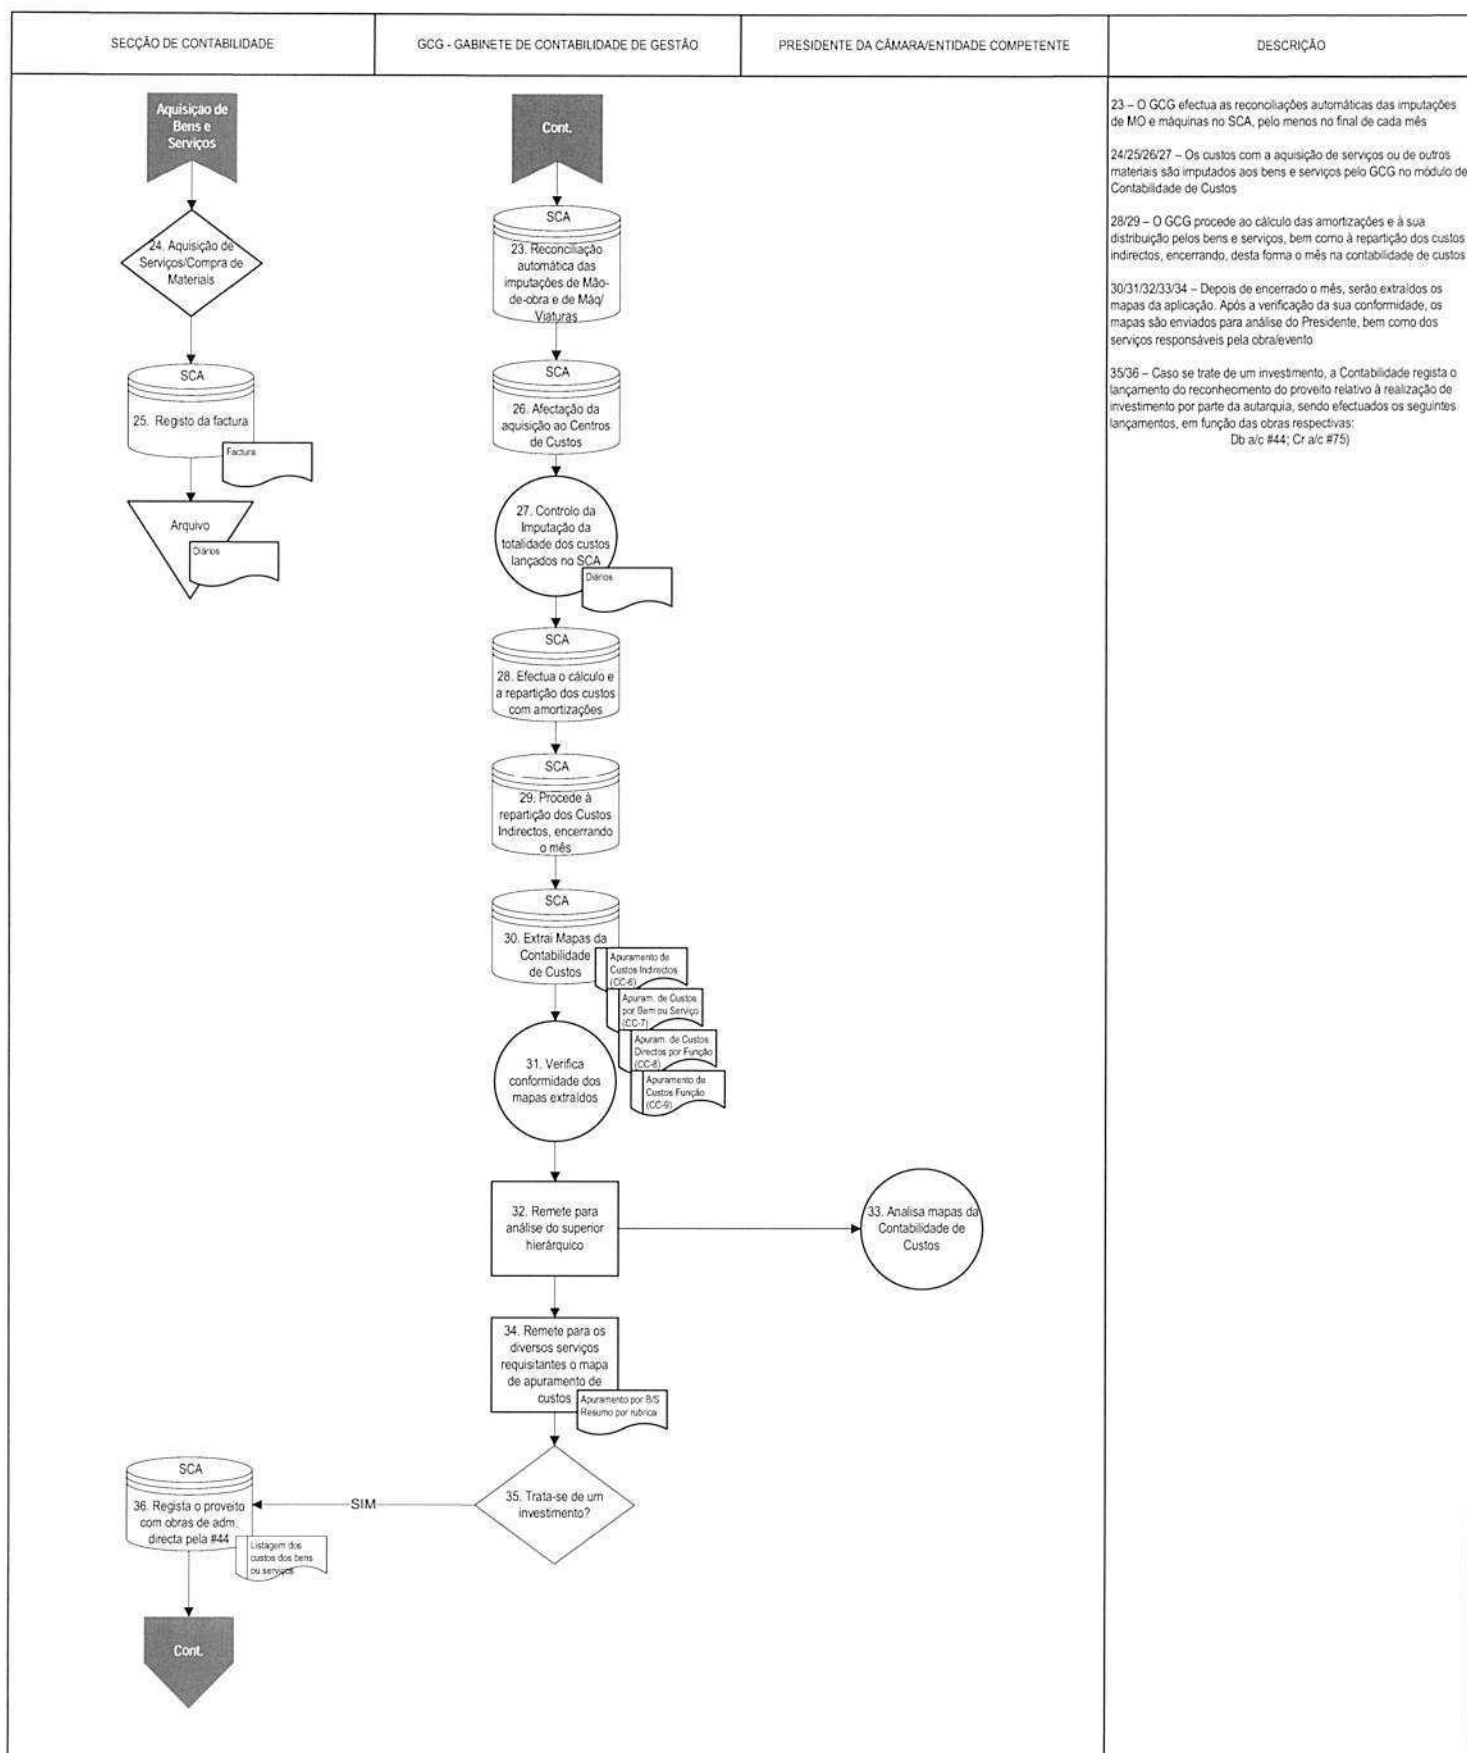 SECÇÃO DE CONTABILIDADE
GCG - GABINETE DE CONTABILIDADE DE GESTÃO
PRESIDENTE DA CÂMARA/ENTIDADE COMPETENTE
DESCRIÇÃO
Aquisição de
Bens e
Serviços
24. Aquisição de
Serviços/Compra de
Materiais
SCA
25. Registo da factura
Factura
Arquivo
Diários
Cont.
SCA
23. Reconciliação
automática das
imputações de Mão-
de-obra e de Máq/
Viaturas
SCA
26. Afectação da
aquisição ao Centros
de Custos
27. Controlo da
Imputação da
totalidade dos custos
lançados no SCA
Diários
SCA
28. Efectua o cálculo e
a repartição dos custos
com amortizações
SCA
29. Procede à
repartição dos Custos
Indirectos, encerrando
o mês
SCA
30. Extrai Mapas da
Contabilidade
de Custos
Apuramento de
Custos Indirectos
(CC-6)
Apuram. de Custos
por Bem ou Serviço
(CC-7)
Apuram. de Custos
Directos por Função
(CC-8)
Apuramento de
Custos Função
(CC-9)
31. Verifica
conformidade dos
mapas extraídos
32. Remete para
análise do superior
hierárquico
33. Analisa mapas da
Contabilidade de
Custos
34. Remete para os
diversos serviços
requisitantes o mapa
de apuramento de
custos
Apuramento por B/S
Resumo por rubrica
35. Trata-se de um
investimento?
SIM
SCA
36. Regista o proveito
com obras de adm.
directa pela #44
Listagem dos
custos dos bens
ou serviços
Cont.
23 – O GCG efectua as reconciliações automáticas das imputações
de MO e máquinas no SCA, pelo menos no final de cada mês
24/25/26/27 – Os custos com a aquisição de serviços ou de outros
materiais são imputados aos bens e serviços pelo GCG no módulo de
Contabilidade de Custos
28/29 – O GCG procede ao cálculo das amortizações e à sua
distribuição pelos bens e serviços, bem como à repartição dos custos
indirectos, encerrando, desta forma o mês na contabilidade de custos
30/31/32/33/34 – Depois de encerrado o mês, serão extraídos os
mapas da aplicação. Após a verificação da sua conformidade, os
mapas são enviados para análise do Presidente, bem como dos
serviços responsáveis pela obra/evento
35/36 – Caso se trate de um investimento, a Contabilidade regista o
lançamento do reconhecimento do proveito relativo à realização de
investimento por parte da autarquia, sendo efectuados os seguintes
lançamentos, em função das obras respectivas:
Db a/c #44; Cr a/c #75)